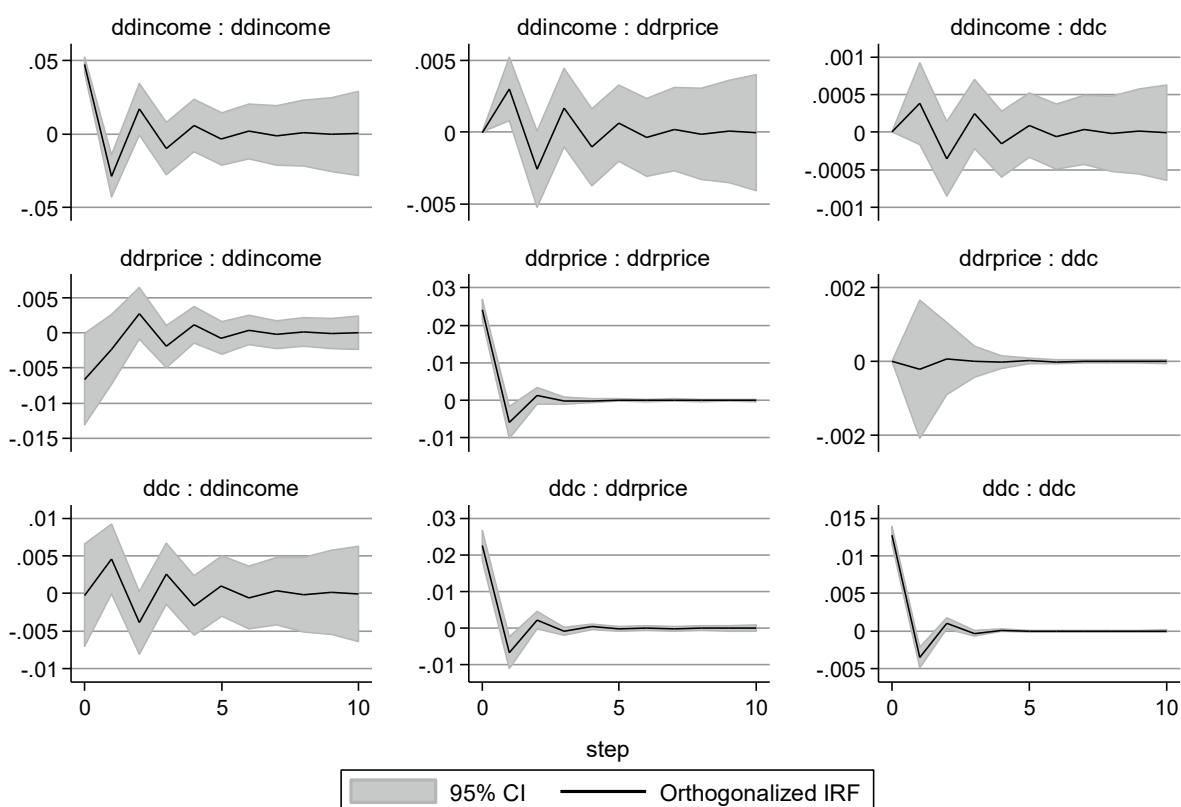 ddincome : ddincome
ddincome : ddrprice
ddincome : ddc
.05
0
-.05
.005
0
-.005
.001
.0005
0
-.0005
-.001
ddrprice : ddincome
ddrprice : ddrprice
ddrprice : ddc
.005
0
-.005
-.01
-.015
.03
.02
.01
0
-.01
.002
0
-.002
ddc : ddincome
ddc : ddrprice
ddc : ddc
.01
.005
0
-.005
-.01
.03
.02
.01
0
-.01
.015
.01
.005
0
-.005
0 5 10
0 5 10
0 5 10
step
95% CI
Orthogonalized IRF